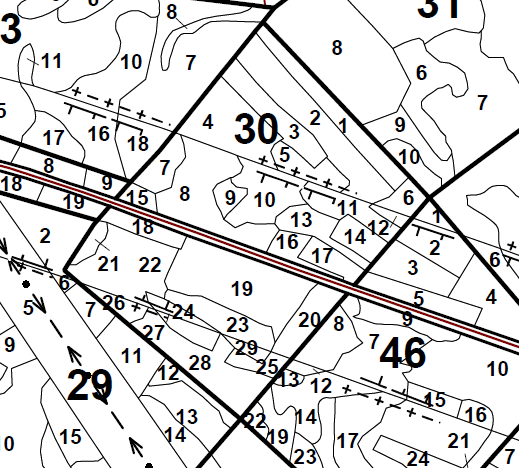 8 31
3 8
11 10 7 6
7
5 4 30 3 2 1 9
17 16 18 5 10
8 7
18 9 15 8 9 10 11 6
19 13 12 1
2 18 16 14 2
17 6
21 22 3
6 19 5 4
5 7 26 24 20 8 9
27 23 7 46
9 11 29 10
12 28 25
29 13 12 15
13 22 14 16
10 15 14 19 17 21
23 24 7